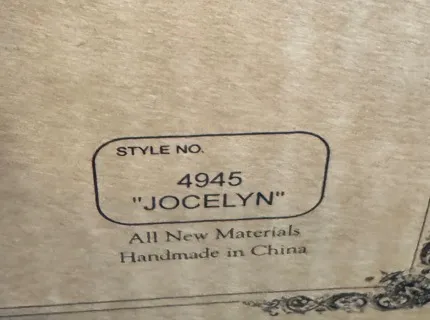 STYLE NO.
4945
"JOCELYN"
All New Materials
Handmade in China